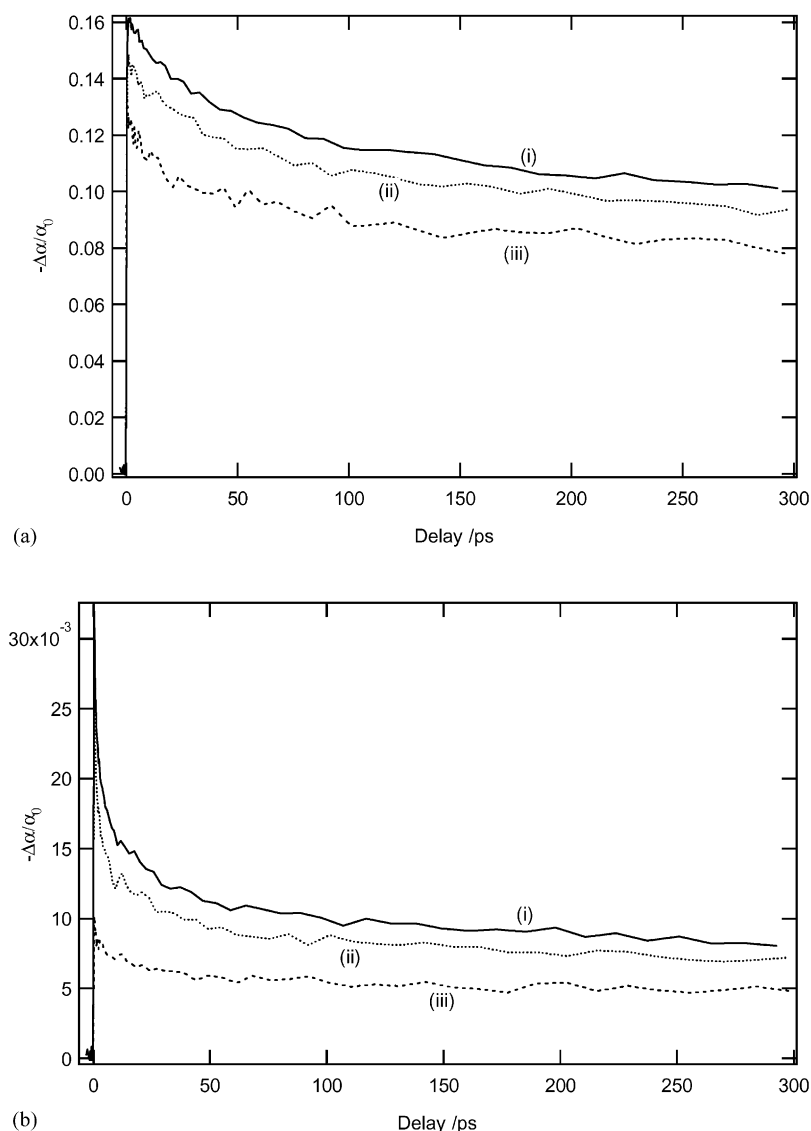 0.16
0.14
0.12
0.10
0.08
0.06
0.04
0.02
0.00
-Δα/α₀
(i)
(ii)
(iii)
0 50 100 150 200 250 300
Delay /ps
(a)
30x10⁻³
25
20
15
10
5
0
-Δα/α₀
(i)
(ii)
(iii)
0 50 100 150 200 250 300
Delay /ps
(b)